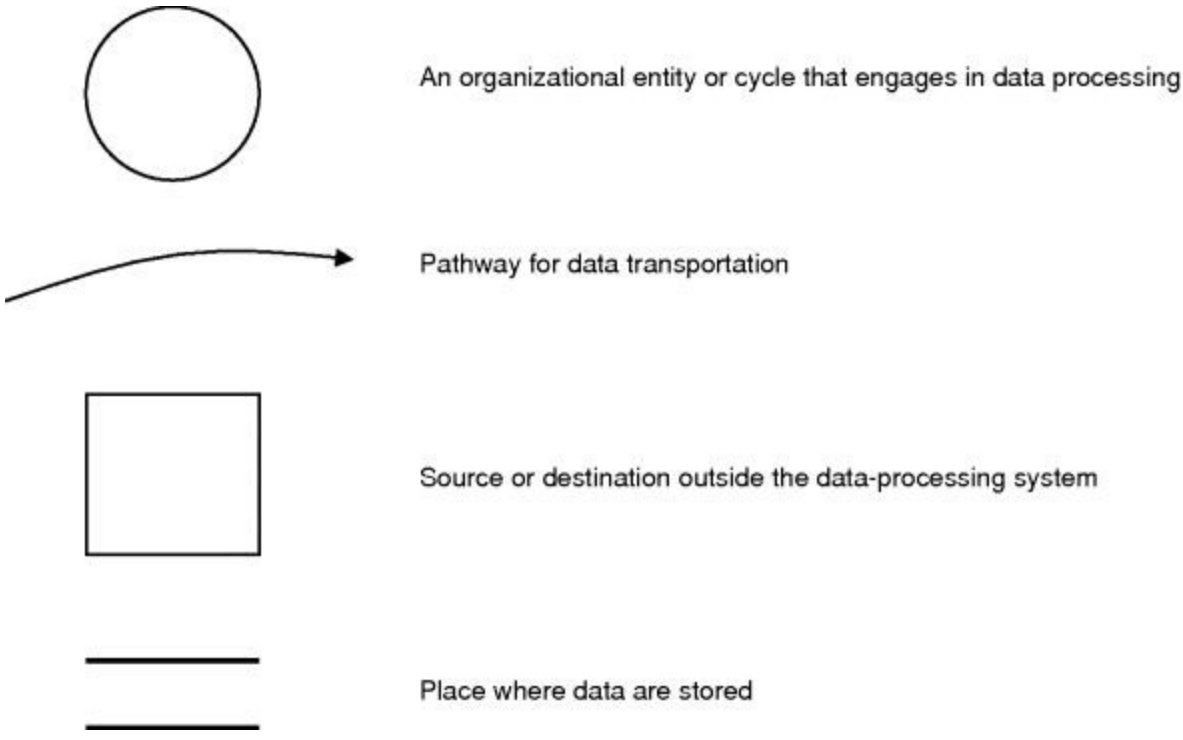 An organizational entity or cycle that engages in data processing
Pathway for data transportation
Source or destination outside the data-processing system
Place where data are stored